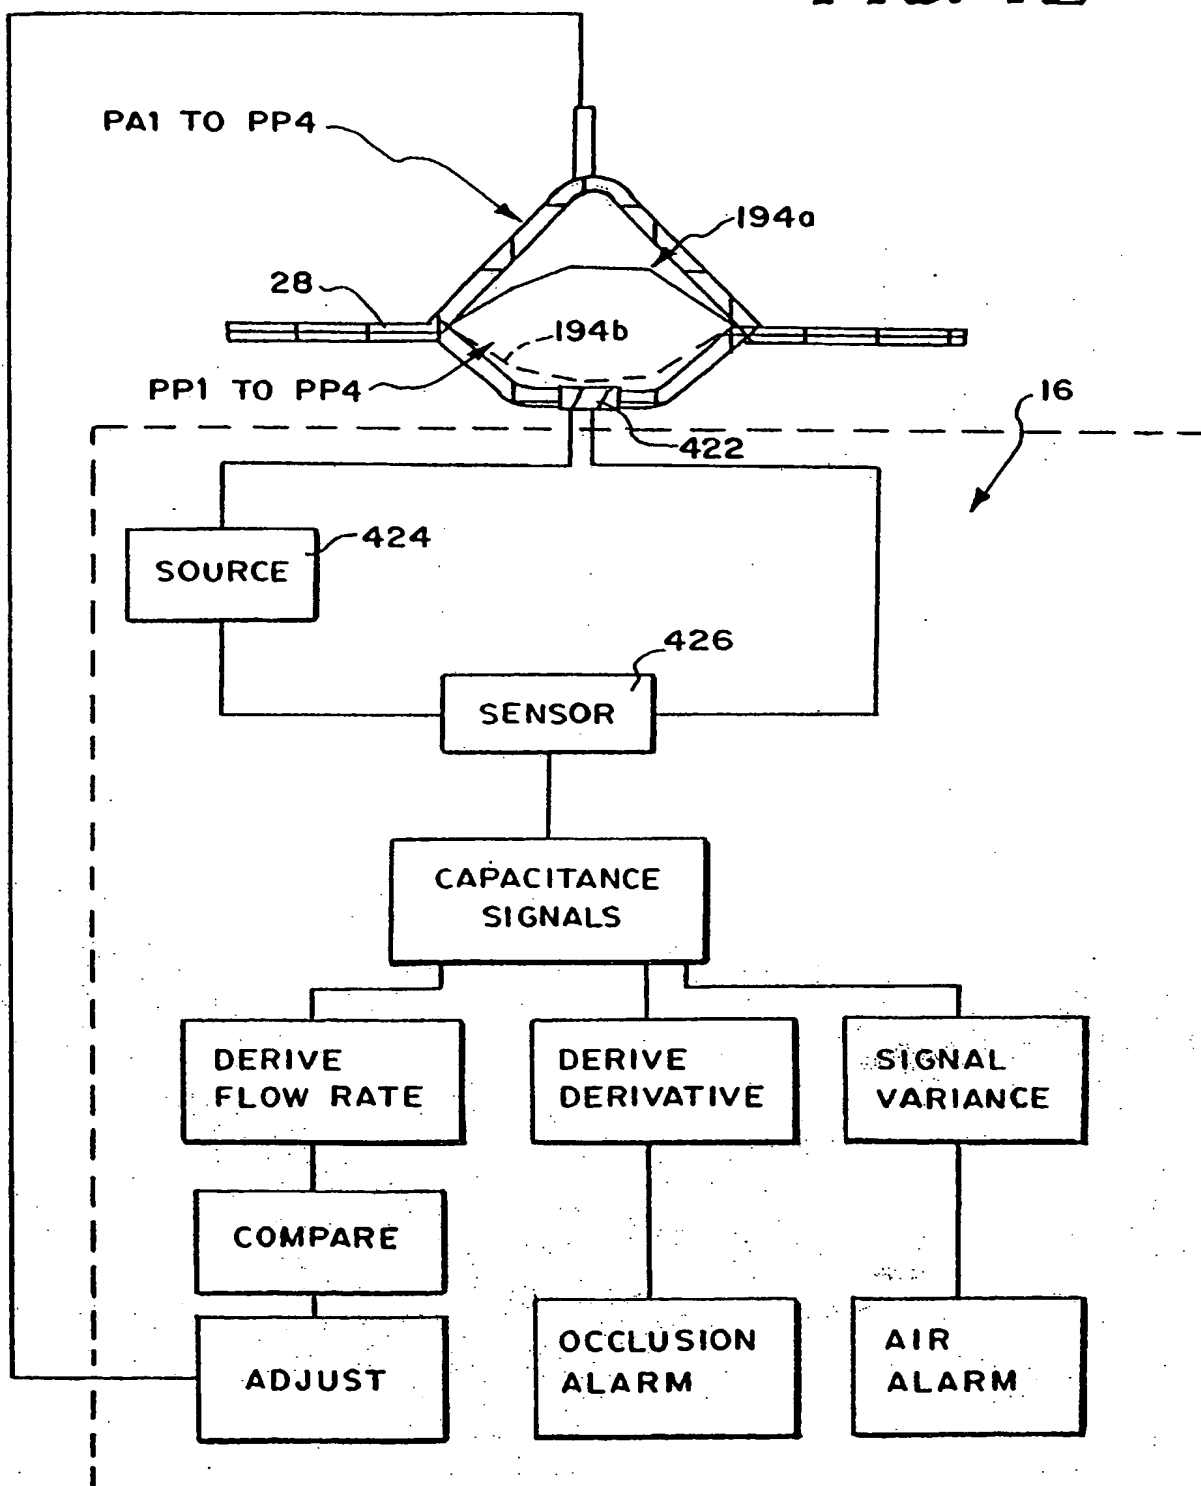 PA1 TO PP4
194a
28
194b
PP1 TO PP4
16
422
424
SOURCE
426
SENSOR
CAPACITANCE
SIGNALS
DERIVE
FLOW RATE
DERIVE
DERIVATIVE
SIGNAL
VARIANCE
COMPARE
ADJUST
OCCLUSION
ALARM
AIR
ALARM